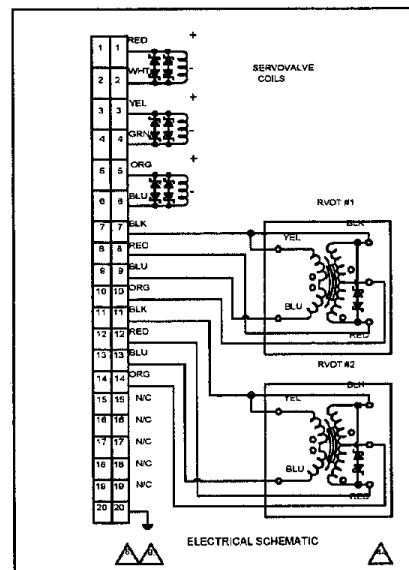 1 1 RED +
SERVOVALVE
COILS
2 2 WHT -
3 3 YEL +
4 4 GRN -
5 5 ORG +
6 6 BLU -
RVDT #1
7 7 BLK
BLK
YEL
8 8 RED
9 9 BLU
10 10 ORG
BLU
11 11 BLK
RED
12 12 RED
RVDT #2
13 13 BLU
BLK
14 14 ORG
YEL
15 15 N/C
16 16 N/C
17 17 N/C
BLU
18 18 N/C
19 19 N/C
RED
20 20
ELECTRICAL SCHEMATIC